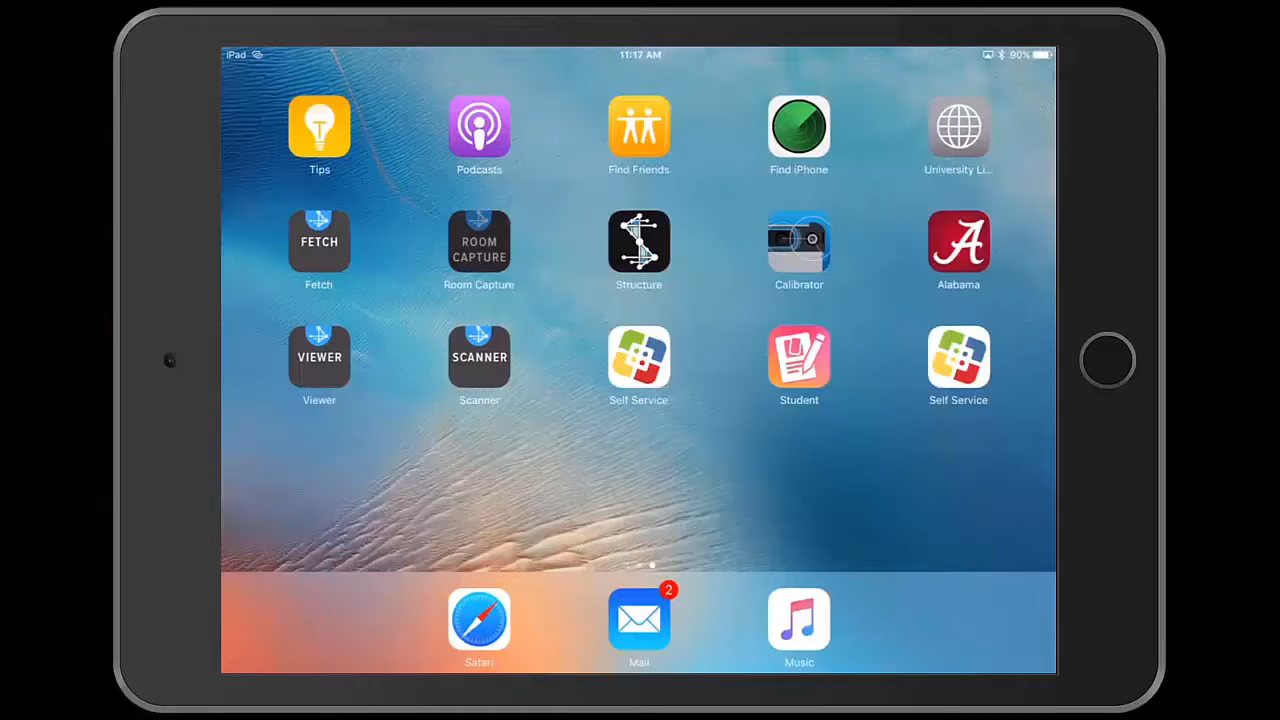 iPad 11:17 AM 90%
Tips Podcasts Find Friends Find iPhone University Li...
FETCH ROOM
CAPTURE
Fetch Room Capture Structure Calibrator Alabama
VIEWER SCANNER
Viewer Scanner Self Service Student Self Service
2
Safari Mail Music